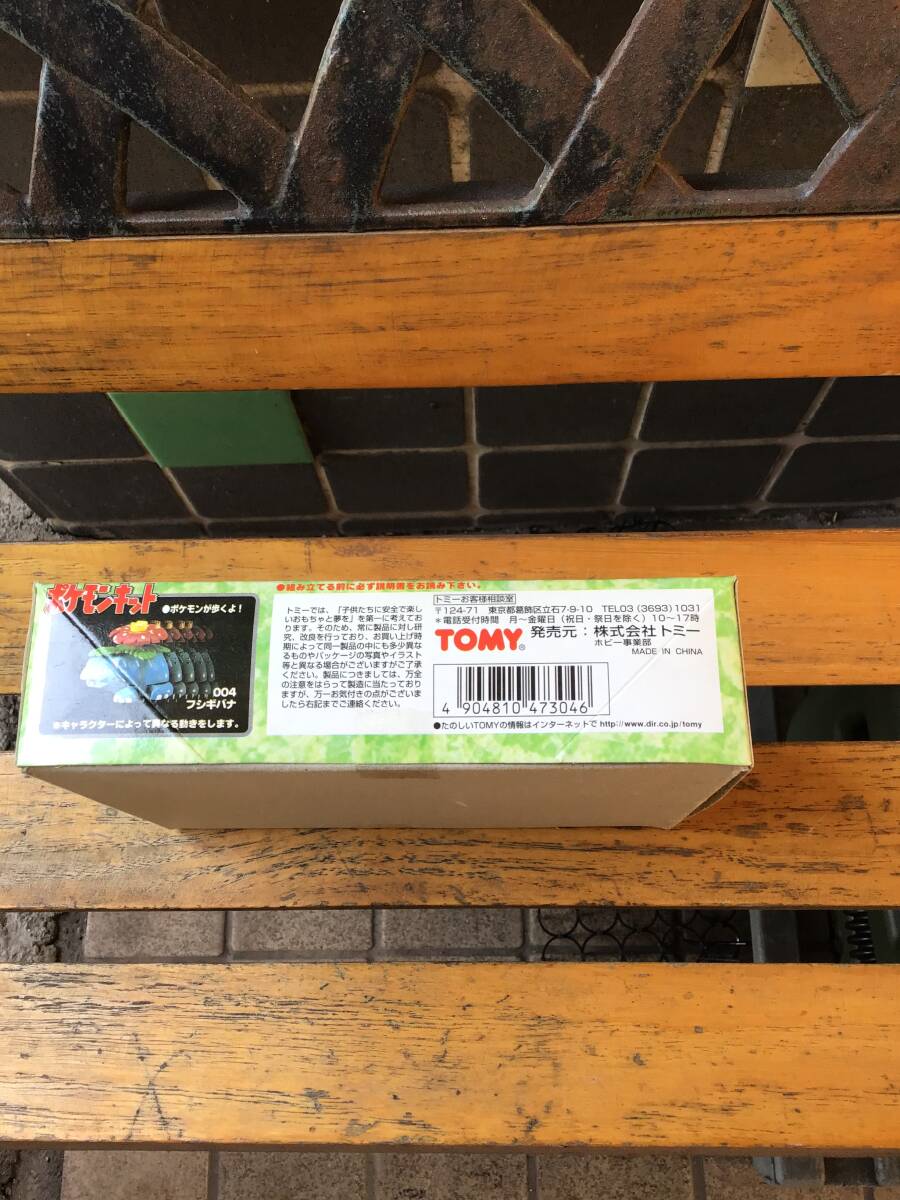 ポケモンキット
●ポケモンが歩くよ!
004
フシギバナ
※キャラクターによって異なる動きをします。
●組み立てる前に必ず説明書をお読み下さい。
トミーでは、「子供たちに安全で楽し
いおもちゃと夢を」を第一に考えており
ます。そのため、常に製品に対し研
究、改良を行っており、お買い上げ時
期によって同一製品の中にも多少異な
るものやパッケージの写真やイラスト
等と異なる場合がございますがご了承
ください。製品につきましては、万全
の注意をはらって製造に当たっており
ますが、万一お気付きの点がございま
したら右記までご連絡ください。
トミーお客様相談室
〒124-71 東京都葛飾区立石7-9-10 TEL03(3693)1031
*電話受付時間 月〜金曜日(祝日・祭日を除く)10〜17時
TOMY® 発売元:株式会社トミー
ホビー事業部
MADE IN CHINA
4 904810 473046
●たのしいTOMYの情報はインターネットで http://www.dir.co.jp/tomy